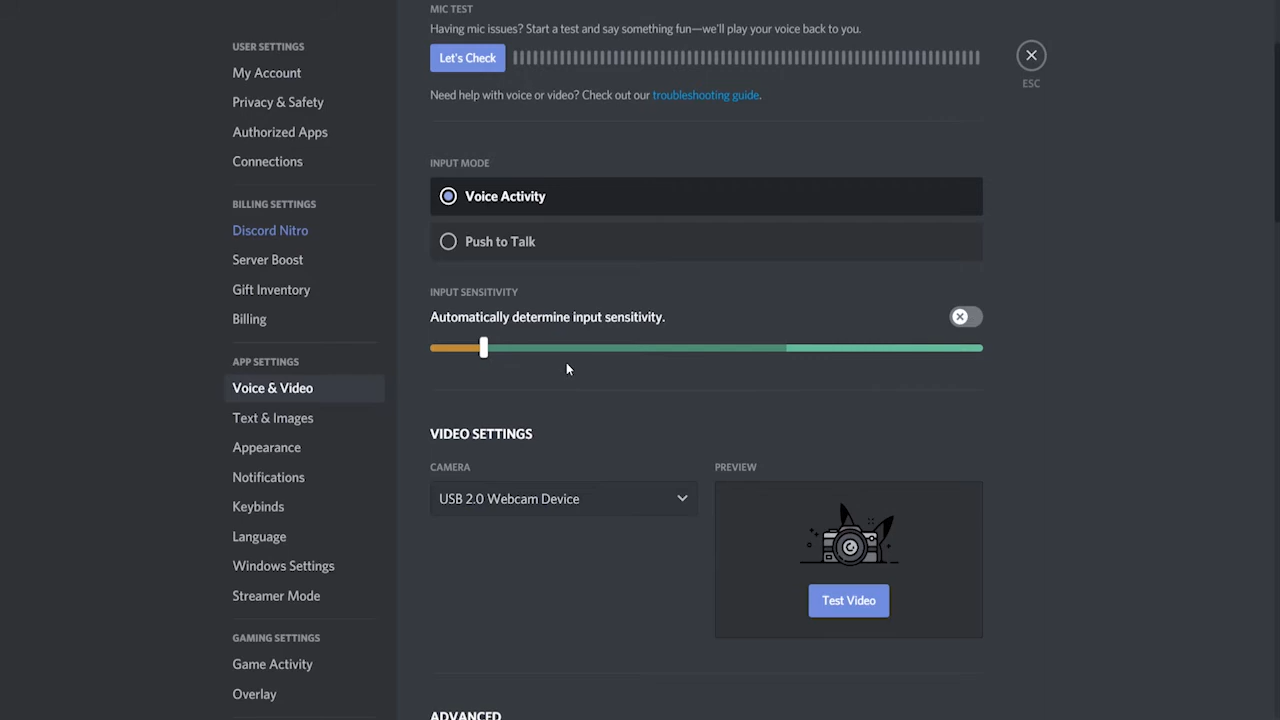 USER SETTINGS
My Account
Privacy & Safety
Authorized Apps
Connections
BILLING SETTINGS
Discord Nitro
Server Boost
Gift Inventory
Billing
APP SETTINGS
Voice & Video
Text & Images
Appearance
Notifications
Keybinds
Language
Windows Settings
Streamer Mode
GAMING SETTINGS
Game Activity
Overlay
MIC TEST
Having mic issues? Start a test and say something fun—we'll play your voice back to you.
Let's Check
Need help with voice or video? Check out our troubleshooting guide.
INPUT MODE
Voice Activity
Push to Talk
INPUT SENSITIVITY
Automatically determine input sensitivity.
VIDEO SETTINGS
CAMERA
USB 2.0 Webcam Device
PREVIEW
Test Video
ADVANCED
ESC